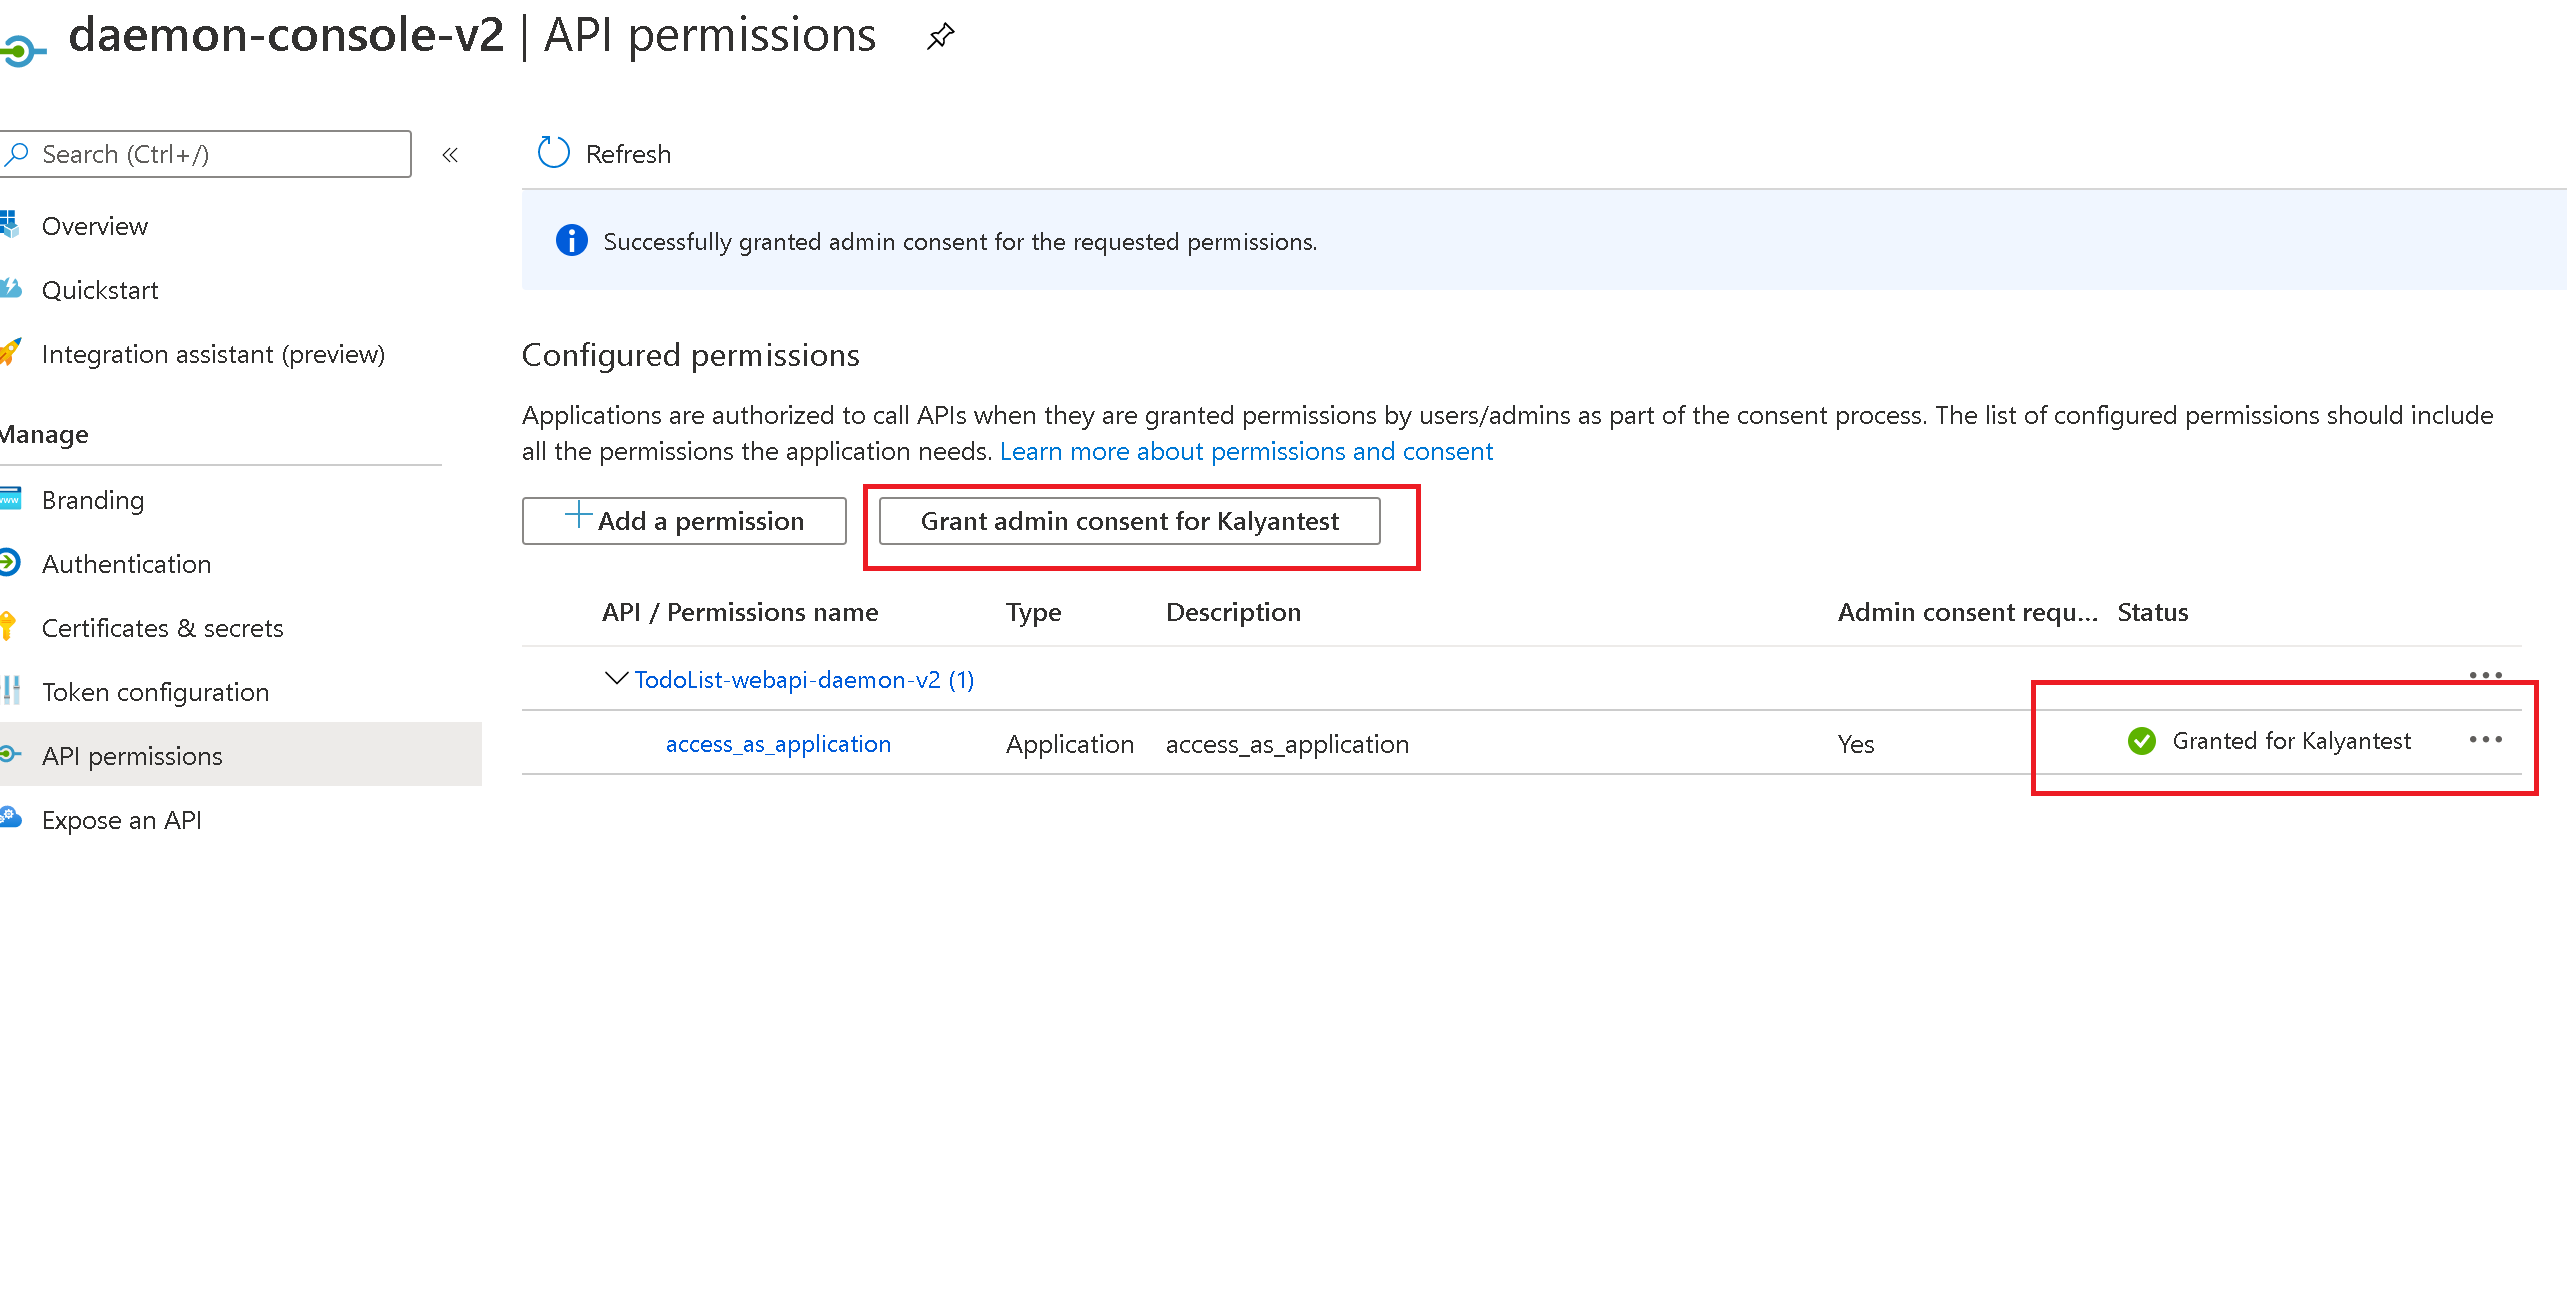 daemon-console-v2 | API permissions
Search (Ctrl+/)
«
Refresh
Overview
Successfully granted admin consent for the requested permissions.
Quickstart
Integration assistant (preview)
Configured permissions
Applications are authorized to call APIs when they are granted permissions by users/admins as part of the consent process. The list of configured permissions should include
all the permissions the application needs. Learn more about permissions and consent
Manage
Branding
Add a permission
Grant admin consent for Kalyantest
Authentication
API / Permissions name Type Description Admin consent requ... Status
Certificates & secrets
TodoList-webapi-daemon-v2 (1)
Token configuration
access_as_application Application access_as_application Yes Granted for Kalyantest
API permissions
Expose an API